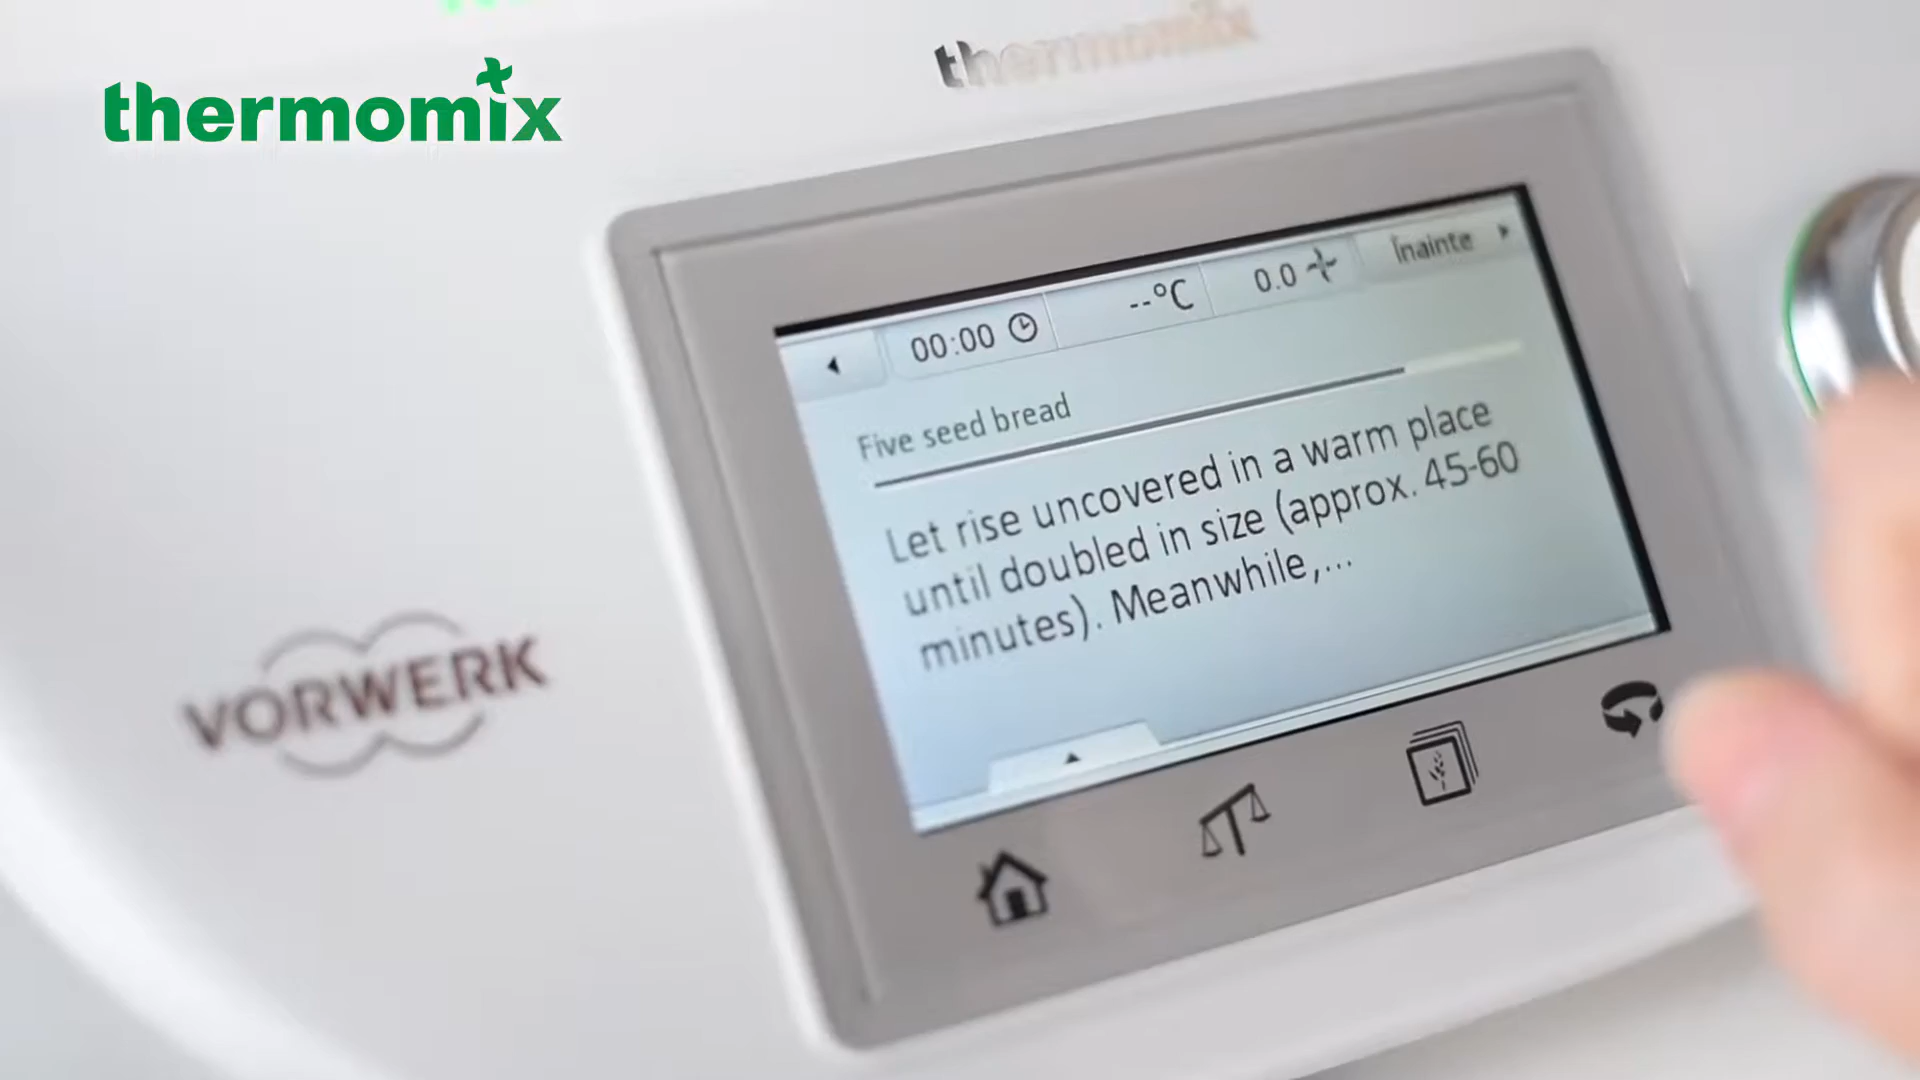 thermomix
thermomix
00:00 --°C 0.0 Înainte
Five seed bread
Let rise uncovered in a warm place
until doubled in size (approx. 45-60
minutes). Meanwhile,...
VORWERK